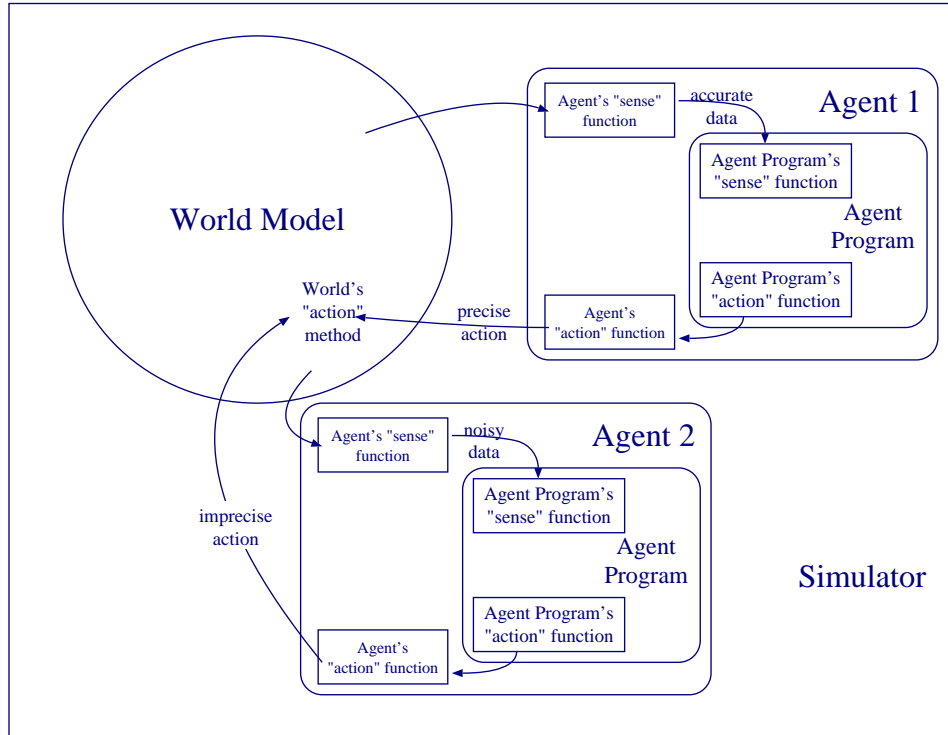 Agent's "sense"
function
accurate
data
Agent 1
Agent Program's
"sense" function
Agent
Program
Agent Program's
"action" function
Agent's
"action" function
precise
action
World Model
World's
"action"
method
Agent's "sense"
function
noisy
data
Agent 2
Agent Program's
"sense" function
Agent
Program
Agent Program's
"action" function
Agent's
"action" function
imprecise
action
Simulator